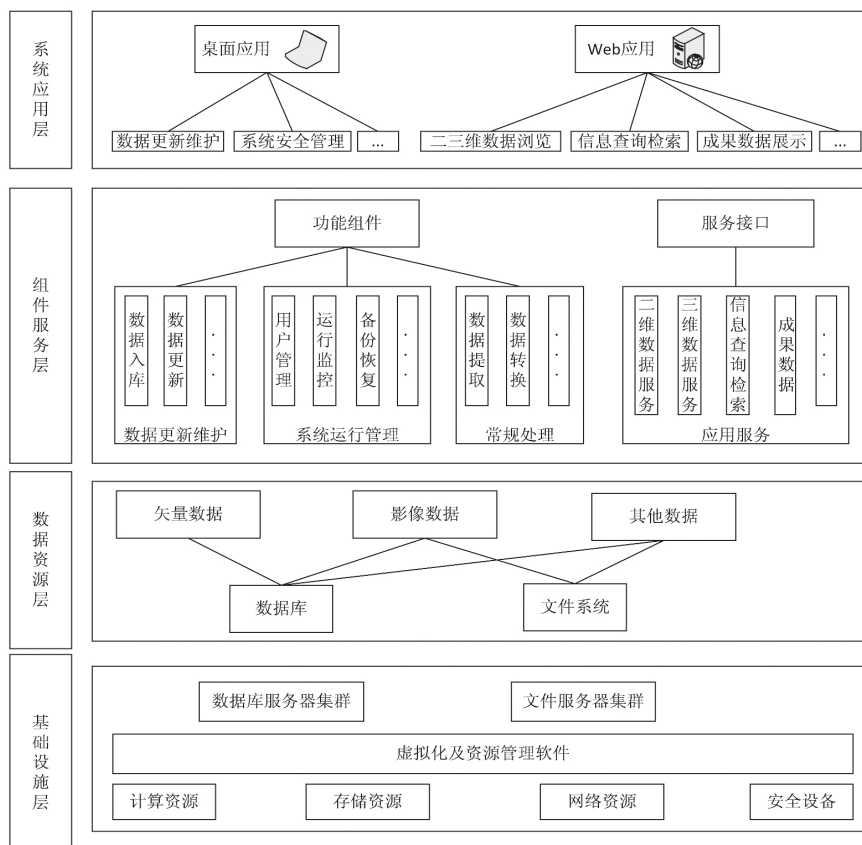 系统应用层
桌面应用
Web应用
数据更新维护
系统安全管理
...
二三维数据浏览
信息查询检索
成果数据展示
...
组件服务层
功能组件
服务接口
数据入库
数据更新
...
数据更新维护
用户管理
运行监控
备份恢复
...
系统运行管理
数据提取
数据转换
...
常规处理
二维数据服务
三维数据服务
信息查询检索
成果数据
...
应用服务
数据资源层
矢量数据
影像数据
其他数据
数据库
文件系统
基础设施层
数据库服务器集群
文件服务器集群
虚拟化及资源管理软件
计算资源
存储资源
网络资源
安全设备